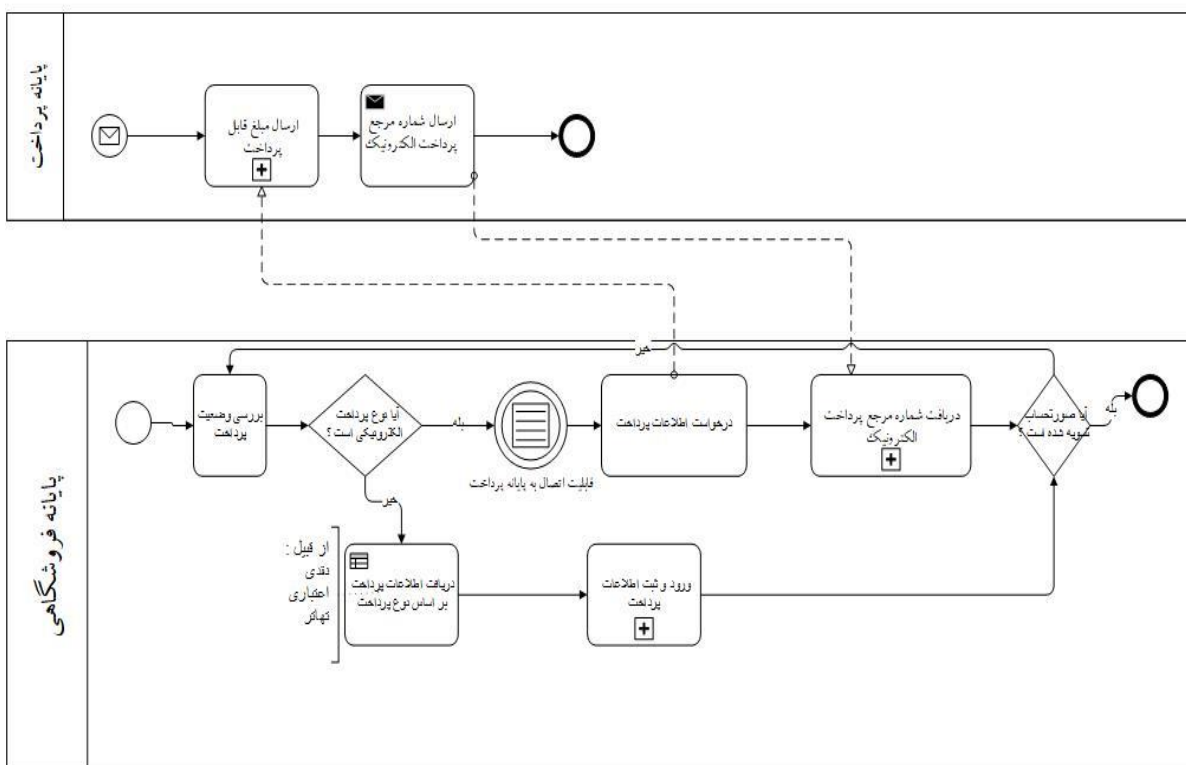 پایانه پرداخت
ارسال مبلغ قابل
پرداخت
ارسال شماره مرجع
پرداخت الکترونیک
پایانه فروشگاهی
خیر
بررسی وضعیت
پرداخت
آیا نوع پرداخت
الکترونیکی است ؟
بله
قابلیت اتصال به پایانه پرداخت
درخواست اطلاعات پرداخت
دریافت شماره مرجع پرداخت
الکترونیک
آیا صورتحساب
تسویه شده است ؟
بله
خیر
از قبیل :
نقدی
اعتباری
تهاتر
دریافت اطلاعات پرداخت
بر اساس نوع پرداخت
ورود و ثبت اطلاعات
پرداخت